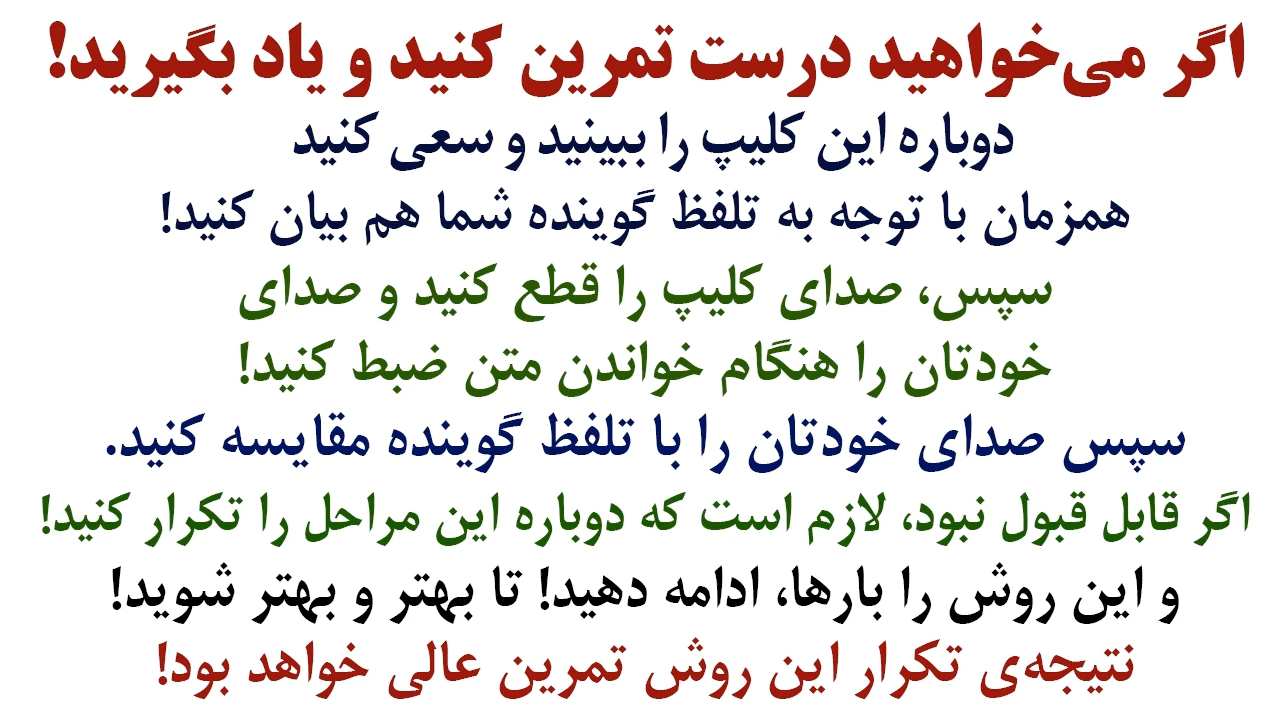 اگر می‌خواهید درست تمرین کنید و یاد بگیرید!
دوباره این کلیپ را ببینید و سعی کنید
همزمان با توجه به تلفظ گوینده شما هم بیان کنید!
سپس، صدای کلیپ را قطع کنید و صدای
خودتان را هنگام خواندن متن ضبط کنید!
سپس صدای خودتان را با تلفظ گوینده مقایسه کنید.
اگر قابل قبول نبود، لازم است که دوباره این مراحل را تکرار کنید!
و این روش را بارها، ادامه دهید! تا بهتر و بهتر شوید!
نتیجه‌ی تکرار این روش تمرین عالی خواهد بود!